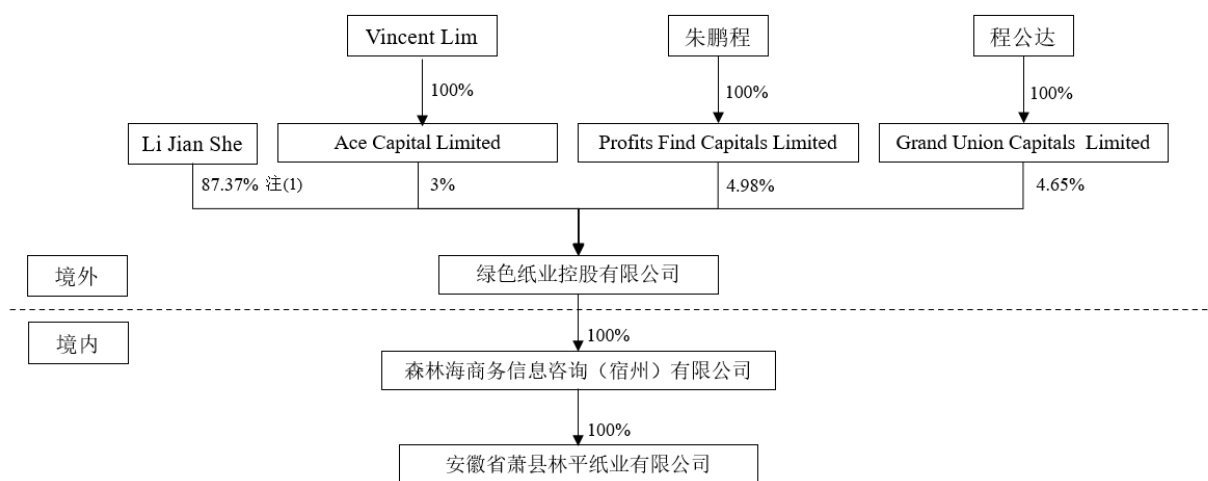 Vincent Lim
朱鹏程
程公达
100%
100%
100%
Li Jian She
Ace Capital Limited
Profits Find Capitals Limited
Grand Union Capitals Limited
87.37% 注(1)
3%
4.98%
4.65%
境外
绿色纸业控股有限公司
境内
100%
森林海商务信息咨询（宿州）有限公司
100%
安徽省萧县林平纸业有限公司